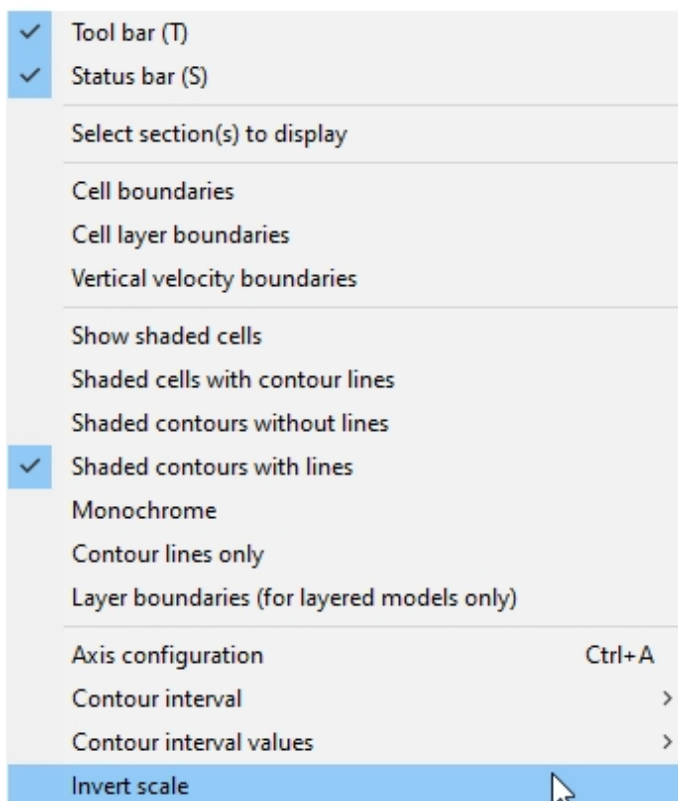 Tool bar (T)
Status bar (S)
Select section(s) to display
Cell boundaries
Cell layer boundaries
Vertical velocity boundaries
Show shaded cells
Shaded cells with contour lines
Shaded contours without lines
Shaded contours with lines
Monochrome
Contour lines only
Layer boundaries (for layered models only)
Axis configuration Ctrl+A
Contour interval
Contour interval values
Invert scale